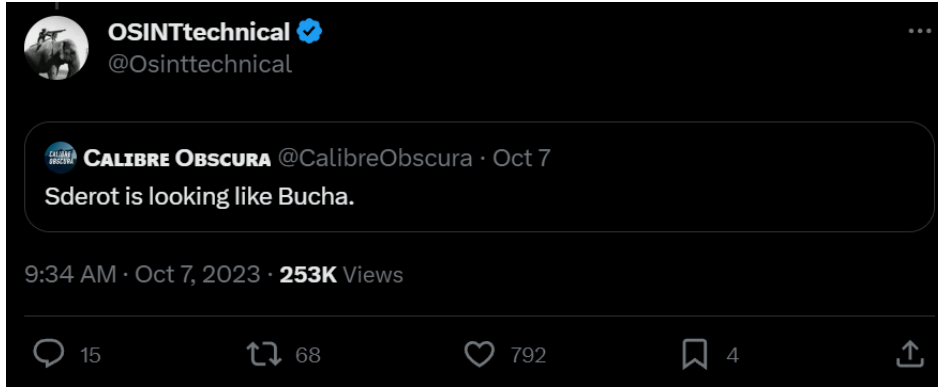 OSINTtechnical
@Osinttechnical
CALIBRE OBSCURA @CalibreObscura · Oct 7
Sderot is looking like Bucha.
9:34 AM · Oct 7, 2023 · 253K Views
15 68 792 4